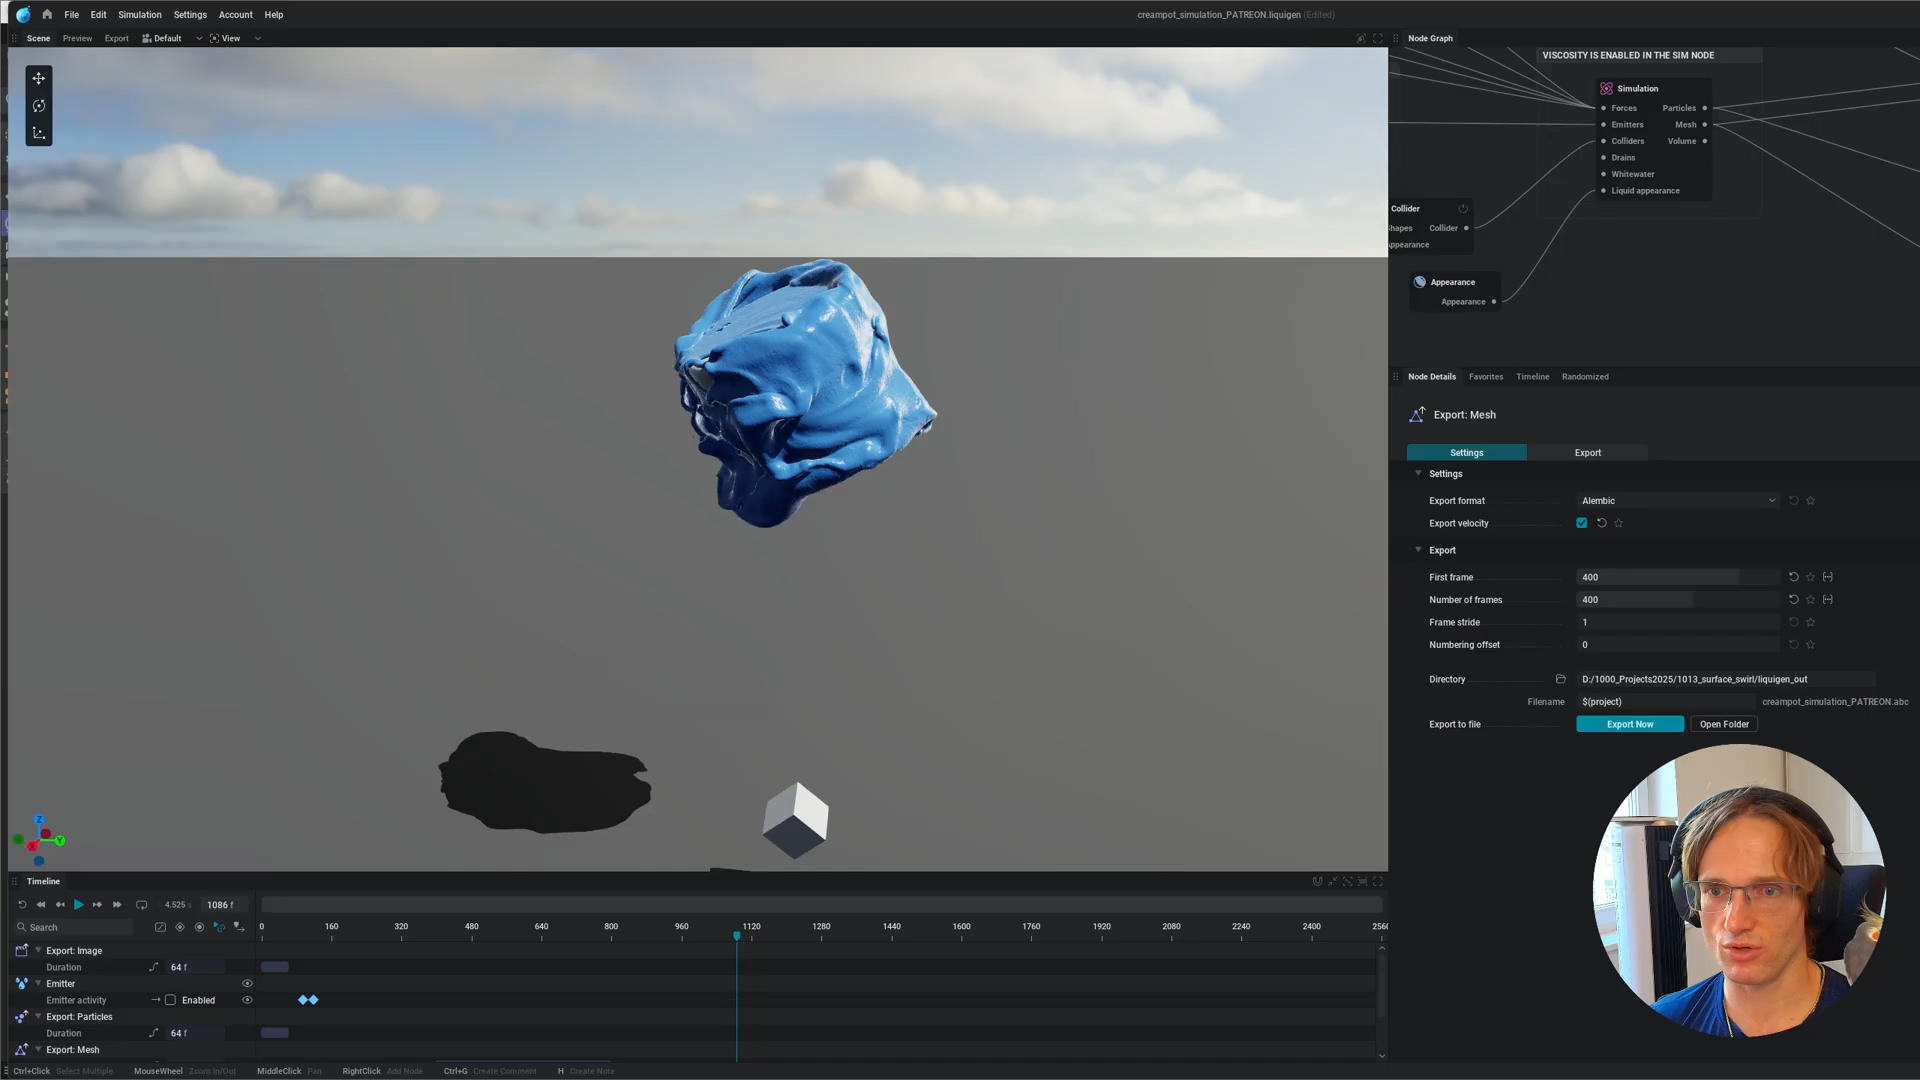 File Edit Simulation Settings Account Help
creampot_simulation_PATREON.liquigen (Edited)
Scene Preview Export Default View
Node Graph
VISCOSITY IS ENABLED IN THE SIM NODE
Simulation
Forces Particles
Emitters Mesh
Colliders Volume
Drains
Whitewater
Liquid appearance
Collider
hapes Collider
Appearance
Appearance
Appearance
Node Details Favorites Timeline Randomized
Export: Mesh
Settings Export
Settings
Export format Alembic
Export velocity
Export
First frame 400
Number of frames 400
Frame stride 1
Numbering offset 0
Directory D:/1000_Projects2025/1013_surface_swirl/liquigen_out
Filename $(project) creampot_simulation_PATREON.abc
Export to file Export Now Open Folder
Z
Y
X
Timeline
4.525 s 1086 f
Search
0 160 320 480 640 800 960 1120 1280 1440 1600 1760 1920 2080 2240 2400 2560
Export: Image
Duration 64 f
Emitter
Emitter activity Enabled
Export: Particles
Duration 64 f
Export: Mesh
Ctrl+Click Select Multiple MouseWheel Zoom In/Out MiddleClick Pan RightClick Add Node Ctrl+G Create Comment H Create Note